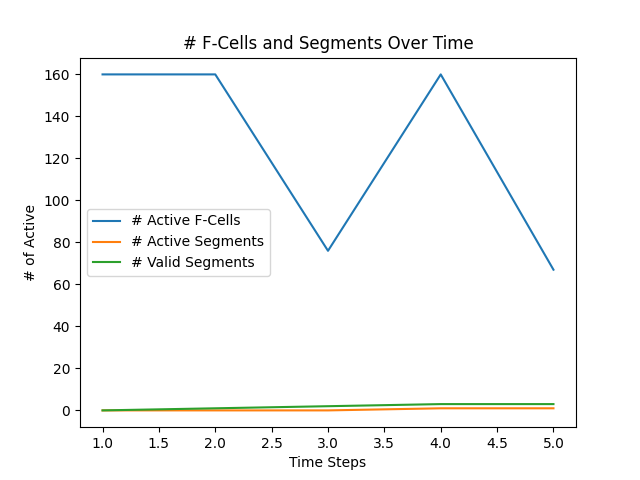 # F-Cells and Segments Over Time
# of Active
160
140
120
100
80
60
40
20
0
# Active F-Cells
# Active Segments
# Valid Segments
1.0 1.5 2.0 2.5 3.0 3.5 4.0 4.5 5.0
Time Steps